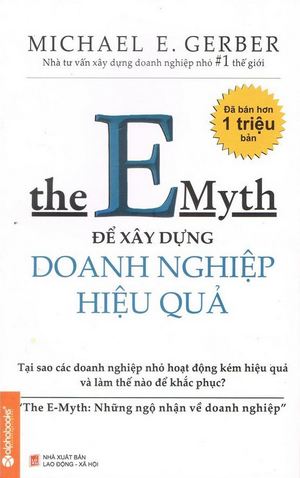 MICHAEL E. GERBER
Nhà tư vấn xây dựng doanh nghiệp nhỏ #1 thế giới
Đã bán hơn
1 triệu
bản
the E Myth
ĐỂ XÂY DỰNG
DOANH NGHIỆP
HIỆU QUẢ
Tại sao các doanh nghiệp nhỏ hoạt động kém hiệu quả
và làm thế nào để khắc phục?
"The E-Myth: Những ngộ nhận về doanh nghiệp"
alphabooks
NHÀ XUẤT BẢN
LAO ĐỘNG - XÃ HỘI